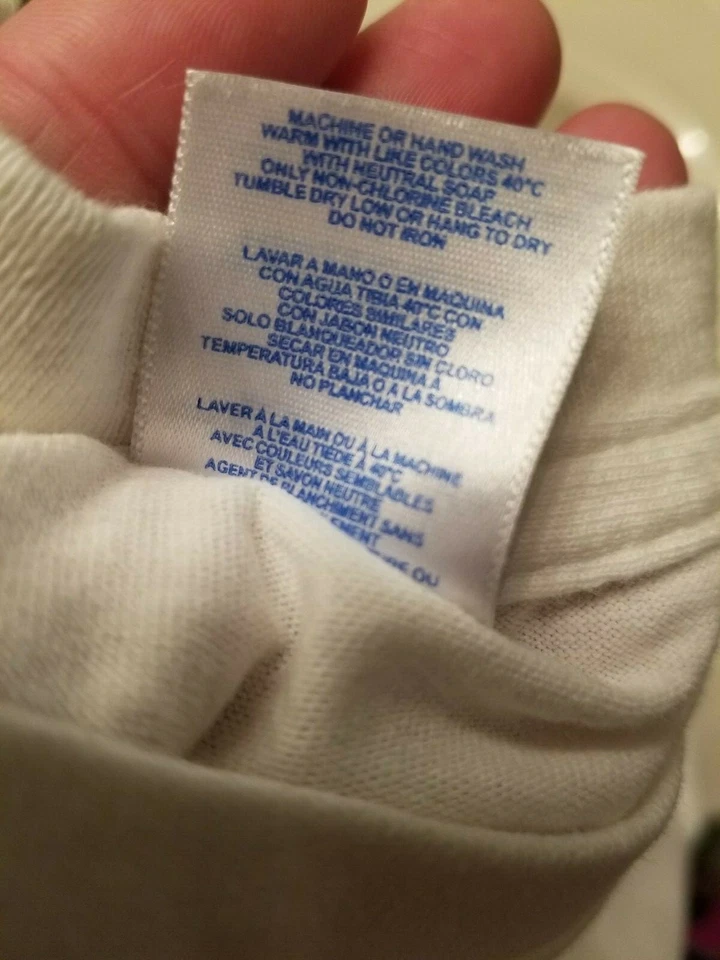 MACHINE OR HAND WASH
WARM WITH LIKE COLORS 40°C
WITH NEUTRAL SOAP
ONLY NON-CHLORINE BLEACH
TUMBLE DRY LOW OR HANG TO DRY
DO NOT IRON
LAVAR A MANO O EN MAQUINA
CON AGUA TIBIA 40°C CON
COLORES SIMILARES
CON JABON NEUTRO
SOLO BLANQUEADOR SIN CLORO
SECAR EN MAQUINA A
TEMPERATURA BAJA O A LA SOMBRA
NO PLANCHAR
LAVER À LA MAIN OU À LA MACHINE
À L'EAU TIEDE À 40°C
AVEC COULEURS SEMBLABLES
ET SAVON NEUTRE
AGENT DE BLANCHIMENT SANS
OU